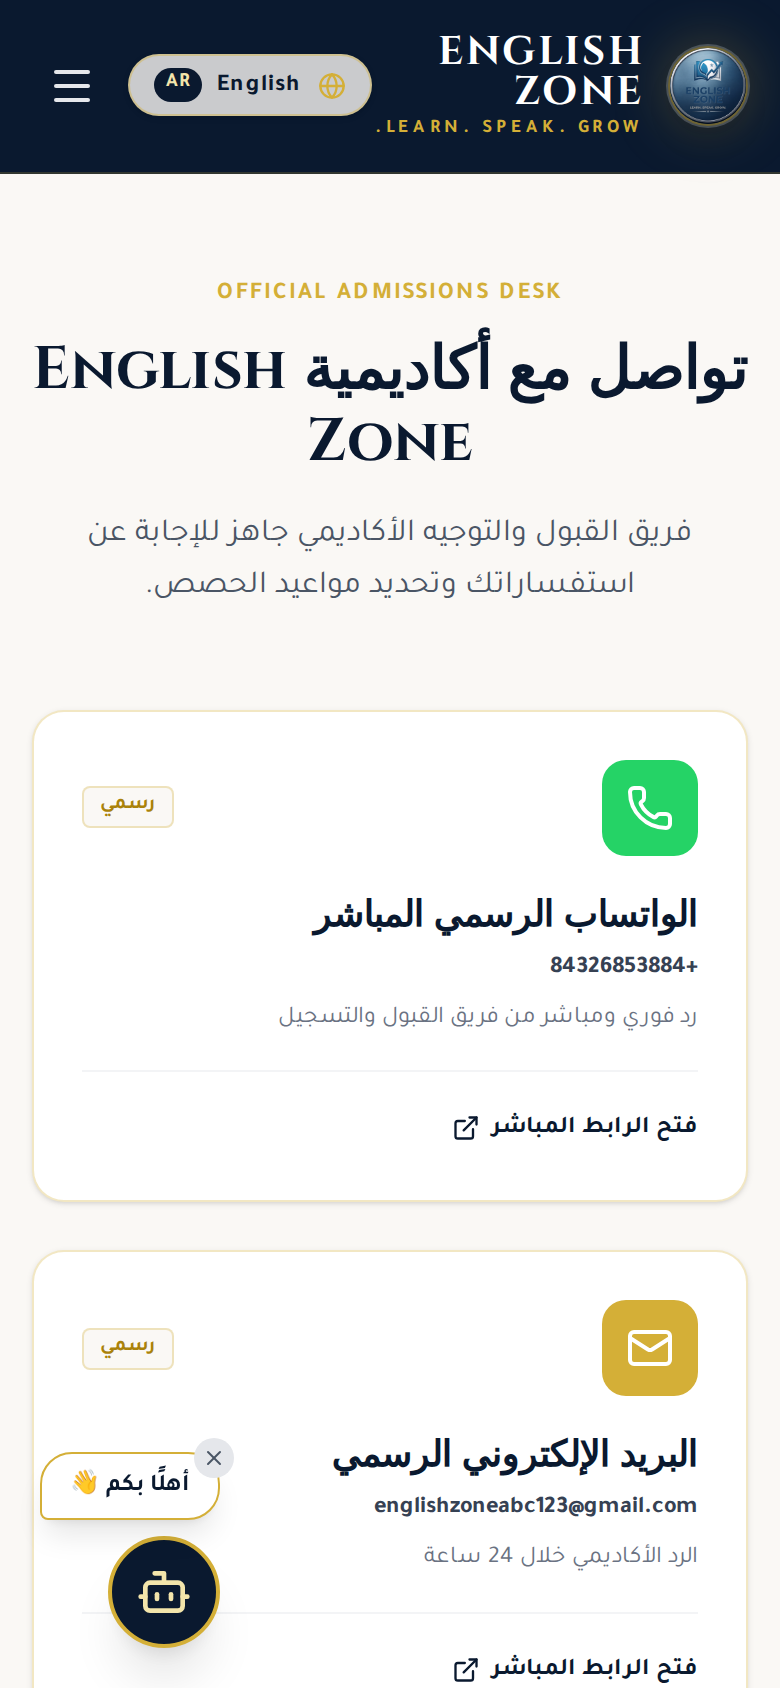 ENGLISH
ZONE
.LEARN. SPEAK. GROW
English AR
OFFICIAL ADMISSIONS DESK
تواصل مع أكاديمية English
Zone
فريق القبول والتوجيه الأكاديمي جاهز للإجابة عن
استفساراتك وتحديد مواعيد الحصص.
رسمي
الواتساب الرسمي المباشر
84326853884+
رد فوري ومباشر من فريق القبول والتسجيل
فتح الرابط المباشر
رسمي
البريد الإلكتروني الرسمي
englishzoneabc123@gmail.com
الرد الأكاديمي خلال 24 ساعة
فتح الرابط المباشر
أهلًا بكم 👋